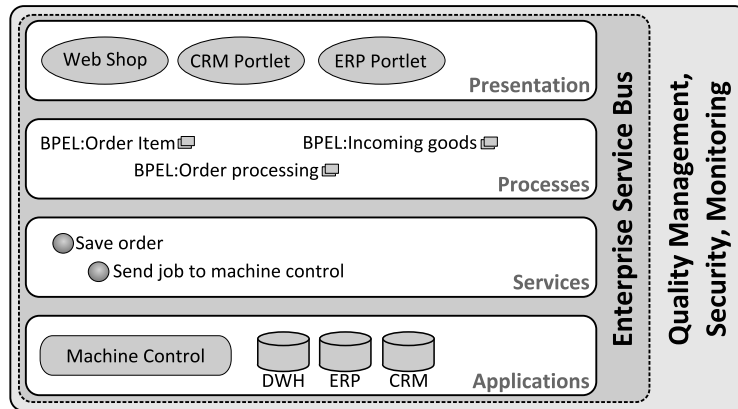 Web Shop
CRM Portlet
ERP Portlet
Presentation
BPEL:Order Item
BPEL:Incoming goods
BPEL:Order processing
Processes
Save order
Send job to machine control
Services
Machine Control
DWH
ERP
CRM
Applications
Enterprise Service Bus
Quality Management,
Security, Monitoring